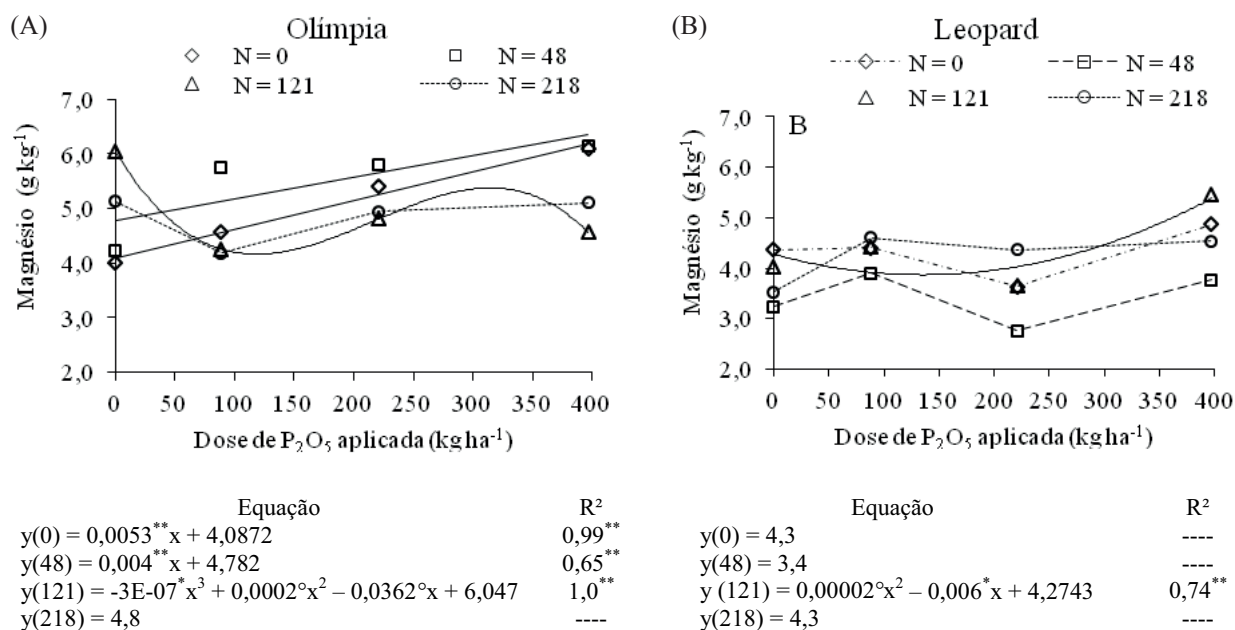 (A)
Olímpia
N = 0
N = 48
N = 121
N = 218
7,0
6,0
5,0
4,0
3,0
2,0
Magnésio (g kg⁻¹)
0 50 100 150 200 250 300 350 400
Dose de P₂O₅ aplicada (kg ha⁻¹)
Equação R²
y(0) = 0,0053**x + 4,0872 0,99**
y(48) = 0,004**x + 4,782 0,65**
y(121) = -3E-07*x³ + 0,0002°x² – 0,0362°x + 6,047 1,0**
y(218) = 4,8 ----
(B)
Leopard
N = 0
N = 48
N = 121
N = 218
B
7,0
6,0
5,0
4,0
3,0
2,0
Magnésio (g kg⁻¹)
0 50 100 150 200 250 300 350 400
Dose de P₂O₅ aplicada (kg ha⁻¹)
Equação R²
y(0) = 4,3 ----
y(48) = 3,4 ----
y (121) = 0,00002°x² – 0,006*x + 4,2743 0,74**
y(218) = 4,3 ----